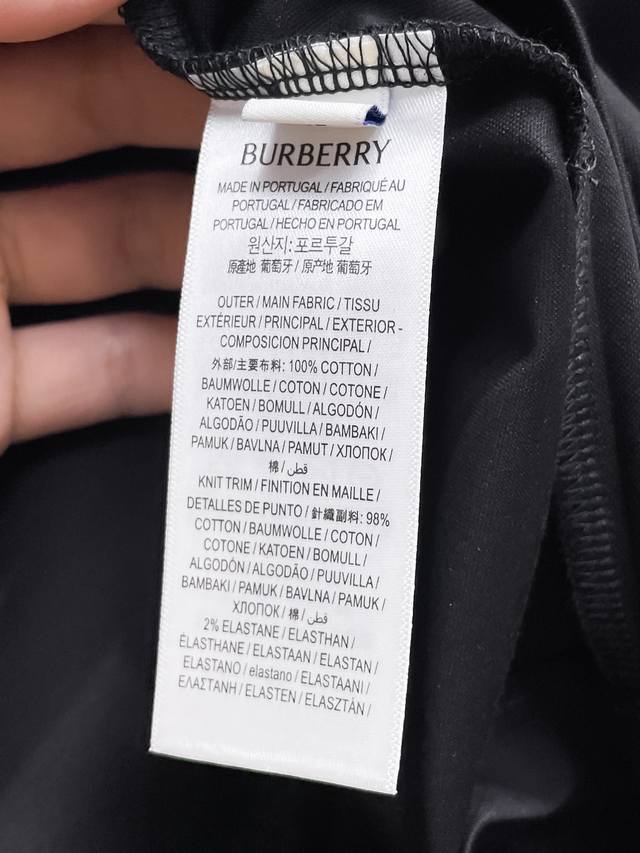 BURBERRY
MADE IN PORTUGAL / FABRIQUÉ AU
PORTUGAL / FABRICADO EM
PORTUGAL / HECHO EN PORTUGAL
원산지: 포르투갈
原產地 葡萄牙 / 原产地 葡萄牙
OUTER / MAIN FABRIC / TISSU
EXTÉRIEUR / PRINCIPAL / EXTERIOR -
COMPOSICION PRINCIPAL /
外部/主要布料: 100% COTTON /
BAUMWOLLE / COTON / COTONE /
KATOEN / BOMULL / ALGODÓN /
ALGODÃO / PUUVILLA / BAMBAKI /
PAMUK / BAVLNA / PAMUT / ХЛОПОК /
棉 / قطن /
KNIT TRIM / FINITION EN MAILLE /
DETALLES DE PUNTO / 針織副料: 98%
COTTON / BAUMWOLLE / COTON /
COTONE / KATOEN / BOMULL /
ALGODÓN / ALGODÃO / PUUVILLA /
BAMBAKI / PAMUK / BAVLNA / PAMUK /
ХЛОПОК / 棉 / قطن /
2% ELASTANE / ELASTHAN /
ÉLASTHANE / ELASTAAN / ELASTAN /
ELASTANO / elastano / ELASTAANI /
ΕΛΑΣΤΑΝΗ / ELASTEN / ELASZTÁN /